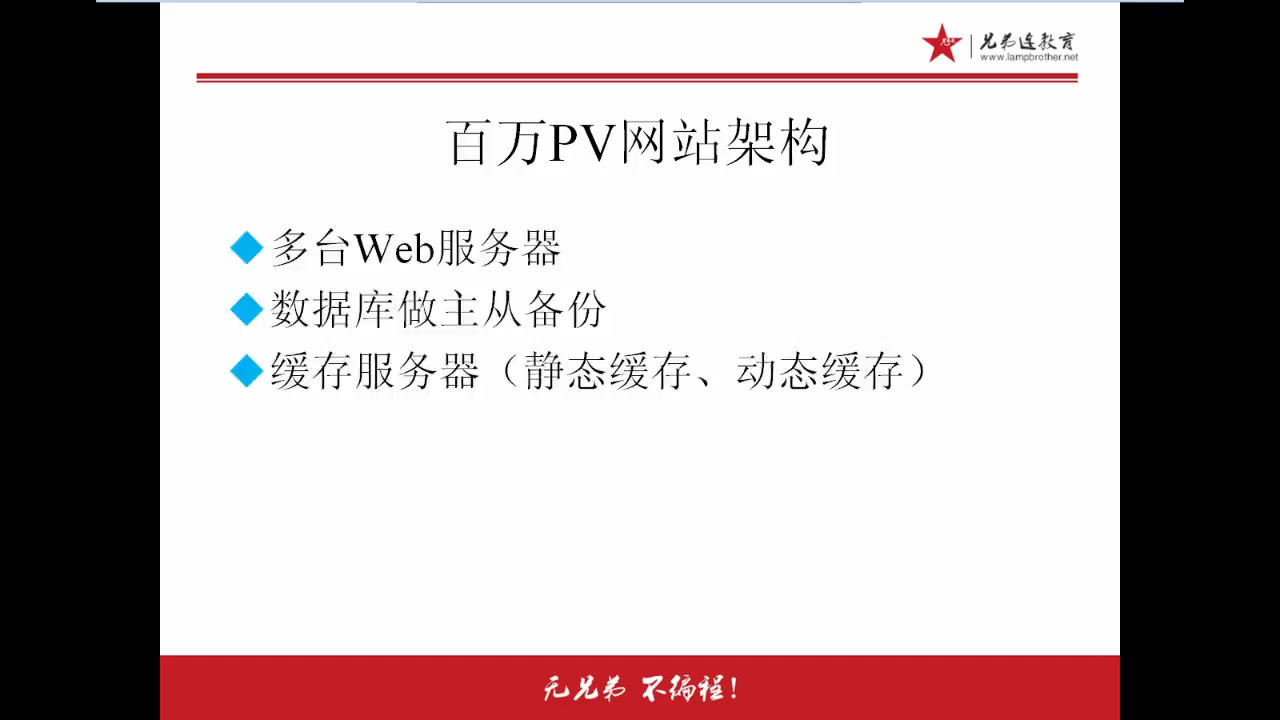 兄弟连教育
www.lampbrother.net
百万PV网站架构
多台Web服务器
数据库做主从备份
缓存服务器（静态缓存、动态缓存）
无兄弟 不编程！